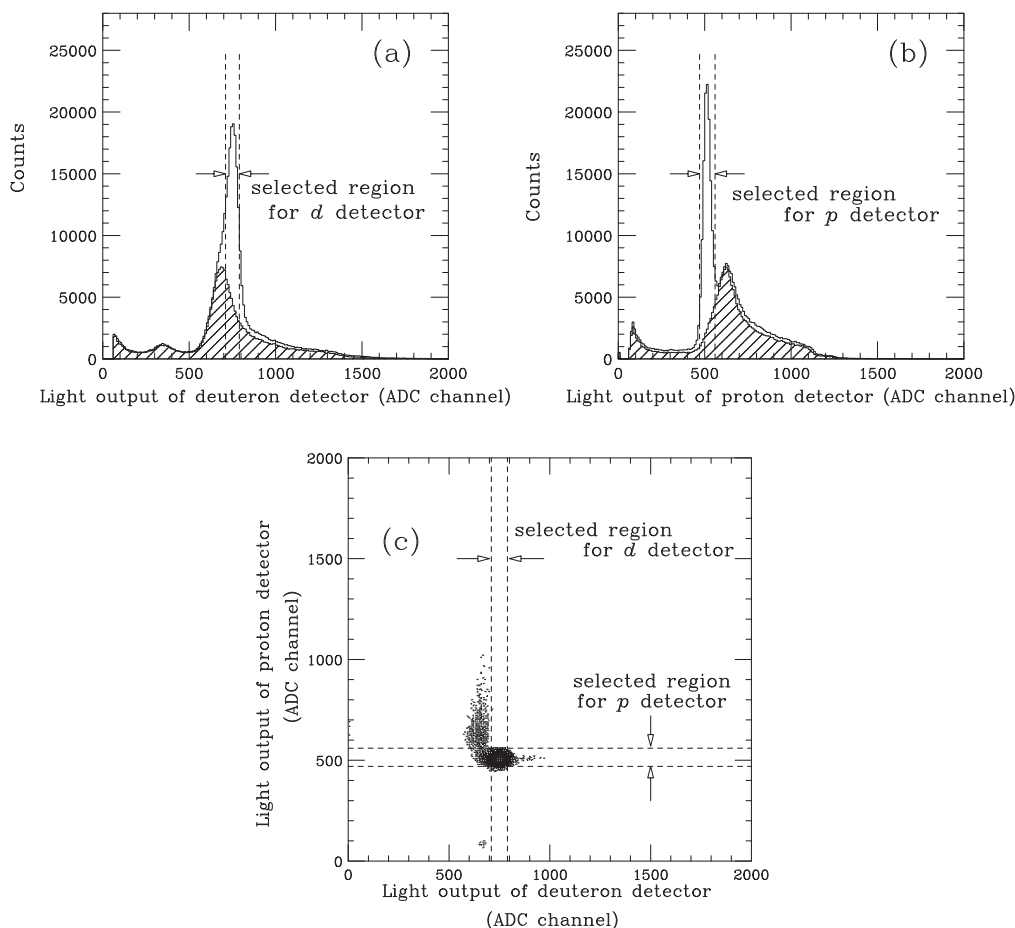 (a)
25000
20000
15000
10000
5000
0
Counts
selected region
for d detector
0 500 1000 1500 2000
Light output of deuteron detector (ADC channel)
(b)
25000
20000
15000
10000
5000
0
Counts
selected region
for p detector
0 500 1000 1500 2000
Light output of proton detector (ADC channel)
(c)
2000
1500
1000
500
0
Light output of proton detector
(ADC channel)
selected region
for d detector
selected region
for p detector
0 500 1000 1500 2000
Light output of deuteron detector
(ADC channel)